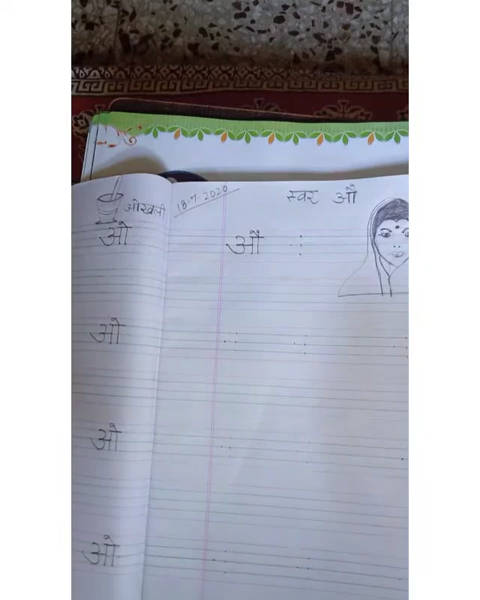 ओखली
ओ
ओ
ओ
ओ
18-7-2020
स्वर औ
औ